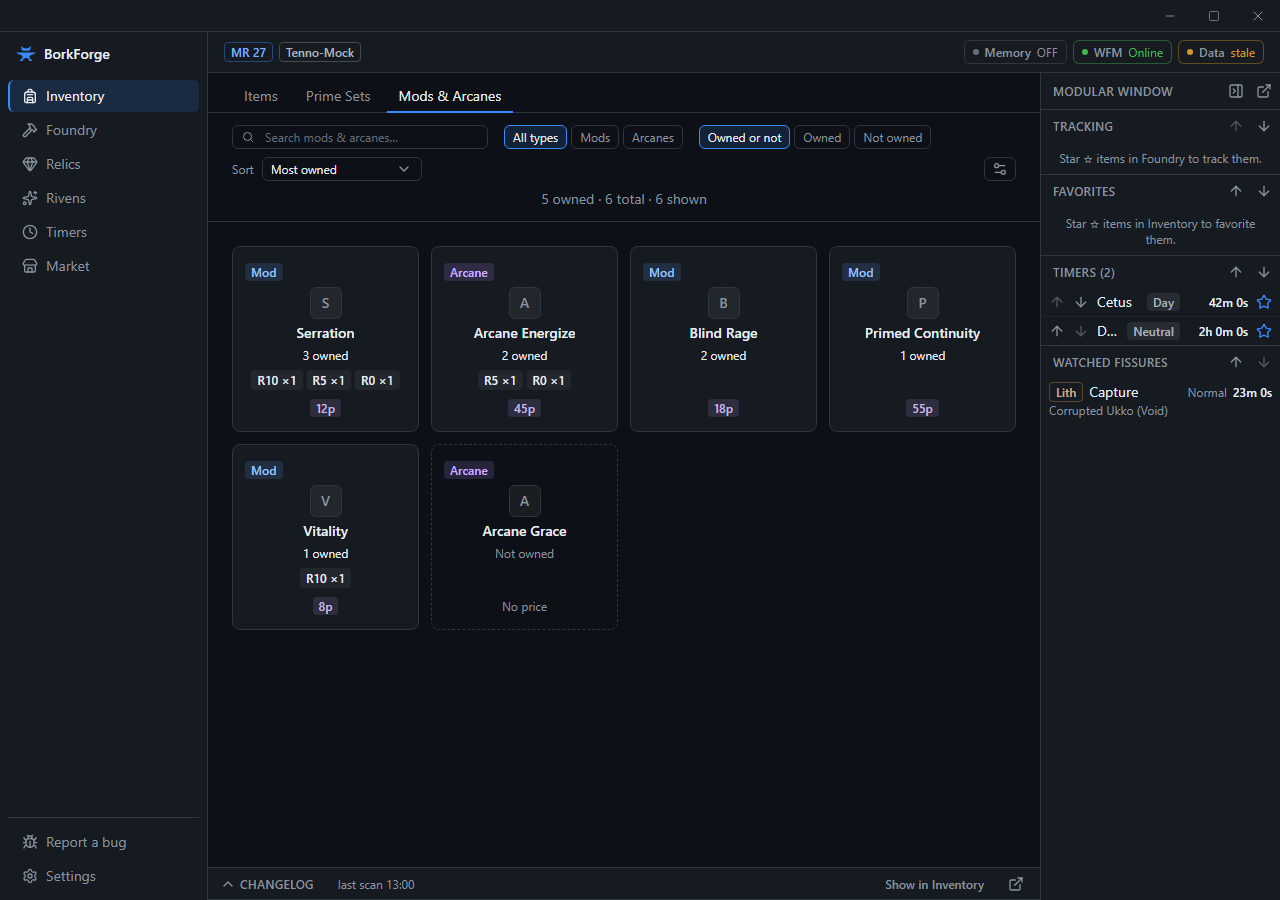 BorkForge
MR 27
Tenno-Mock
Memory OFF
WFM Online
Data stale
Inventory
Foundry
Relics
Rivens
Timers
Market
Report a bug
Settings
Items
Prime Sets
Mods & Arcanes
Search mods & arcanes...
All types
Mods
Arcanes
Owned or not
Owned
Not owned
Sort
Most owned
5 owned · 6 total · 6 shown
Mod
S
Serration
3 owned
R10 ×1 R5 ×1 R0 ×1
12p
Arcane
A
Arcane Energize
2 owned
R5 ×1 R0 ×1
45p
Mod
B
Blind Rage
2 owned
18p
Mod
P
Primed Continuity
1 owned
55p
Mod
V
Vitality
1 owned
R10 ×1
8p
Arcane
A
Arcane Grace
Not owned
No price
CHANGELOG
last scan 13:00
Show in Inventory
MODULAR WINDOW
TRACKING
Star ☆ items in Foundry to track them.
FAVORITES
Star ☆ items in Inventory to favorite
them.
TIMERS (2)
Cetus Day 42m 0s
D... Neutral 2h 0m 0s
WATCHED FISSURES
Lith Capture Normal 23m 0s
Corrupted Ukko (Void)